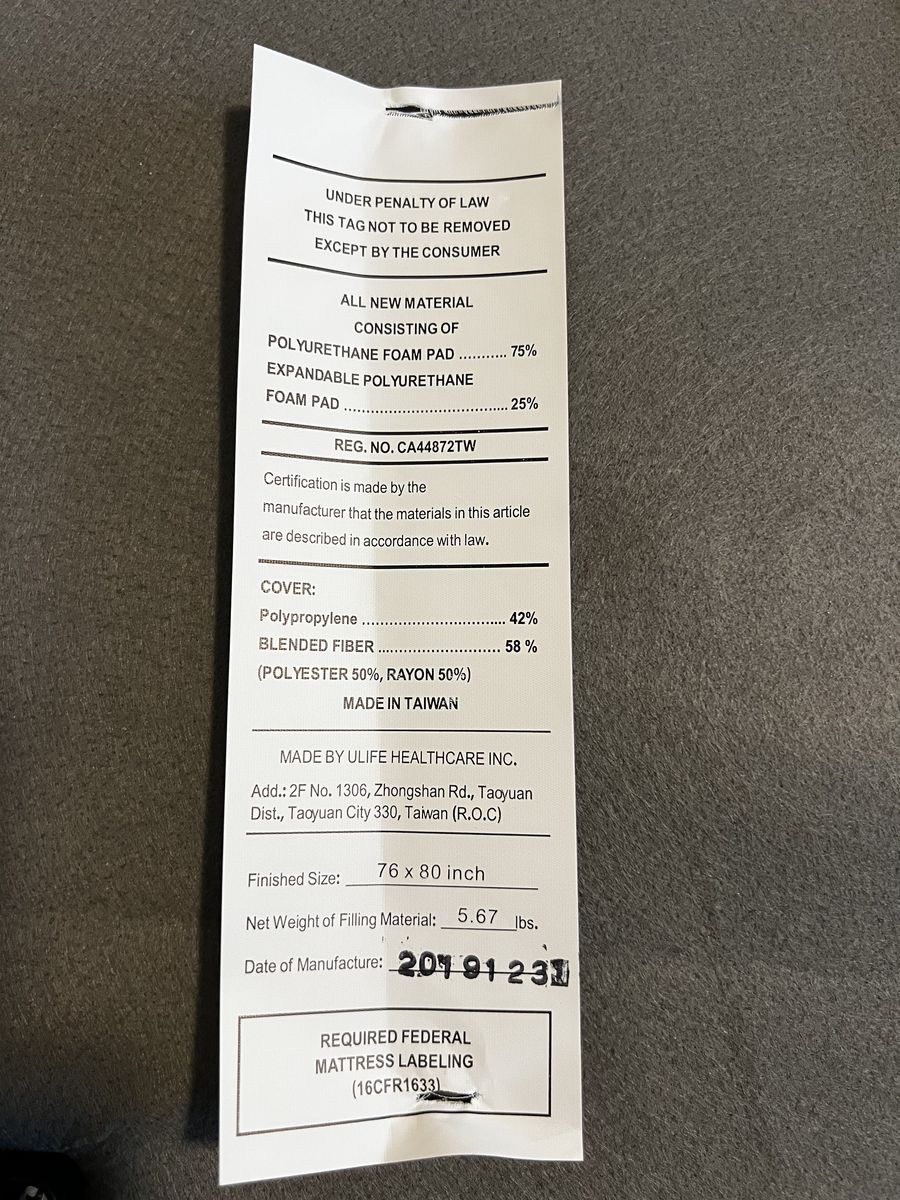 UNDER PENALTY OF LAW
THIS TAG NOT TO BE REMOVED
EXCEPT BY THE CONSUMER
ALL NEW MATERIAL
CONSISTING OF
POLYURETHANE FOAM PAD ........... 75%
EXPANDABLE POLYURETHANE
FOAM PAD ..................................... 25%
REG. NO. CA44872TW
Certification is made by the
manufacturer that the materials in this article
are described in accordance with law.
COVER:
Polypropylene ................................. 42%
BLENDED FIBER ............................ 58 %
(POLYESTER 50%, RAYON 50%)
MADE IN TAIWAN
MADE BY ULIFE HEALTHCARE INC.
Add.: 2F No. 1306, Zhongshan Rd., Taoyuan
Dist., Taoyuan City 330, Taiwan (R.O.C)
Finished Size: 76 x 80 inch
Net Weight of Filling Material: 5.67 lbs.
Date of Manufacture: 20191231
REQUIRED FEDERAL
MATTRESS LABELING
(16CFR1633)